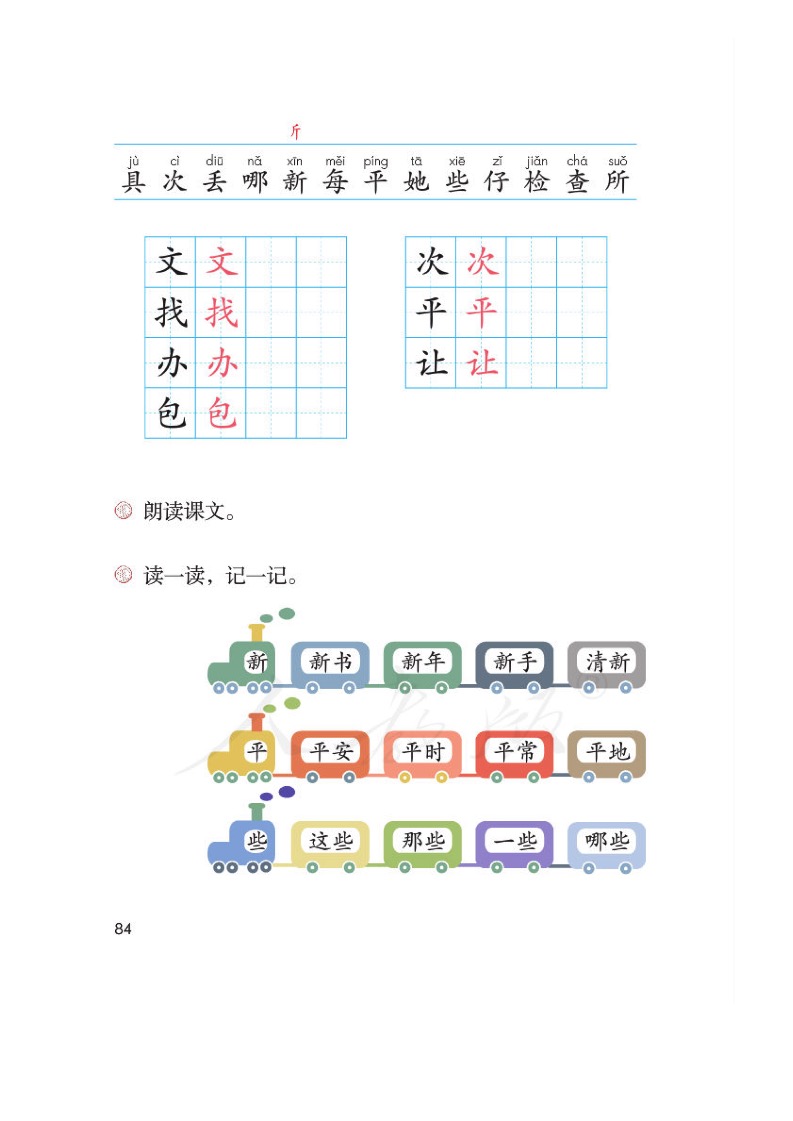 斤
jù cì diū nǎ xīn měi píng tā xiē zǐ jiǎn chá suǒ
具 次 丢 哪 新 每 平 她 些 仔 检 查 所
文 文 次 次
找 找 平 平
办 办 让 让
包 包
朗读课文。
读一读，记一记。
新 新书 新年 新手 清新
平 平安 平时 平常 平地
些 这些 那些 一些 哪些
人教版®
84